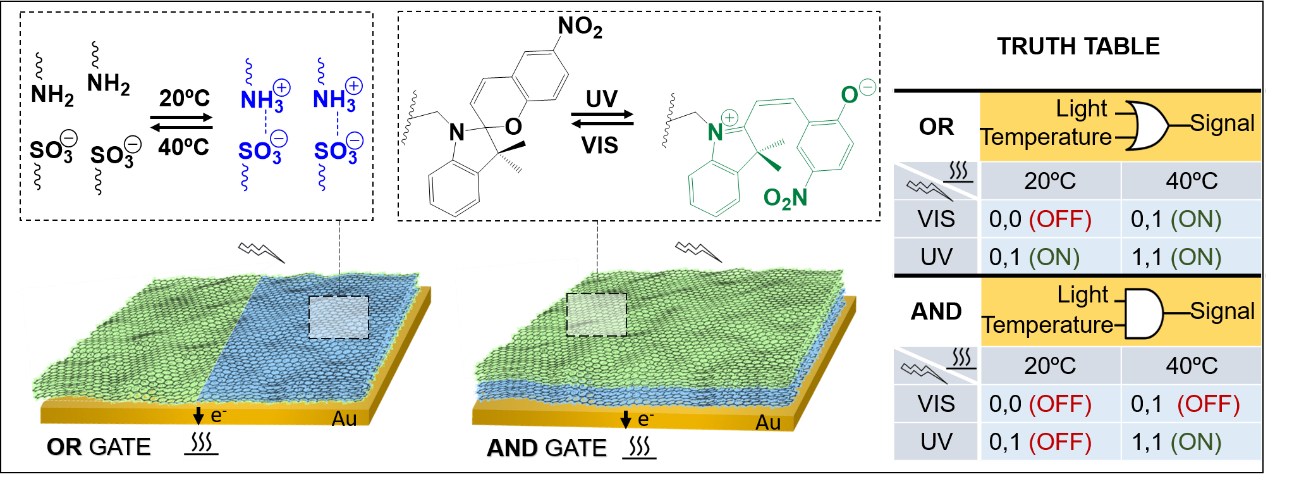 NH2
NH2
SO3−
SO3−
20ºC
40ºC
NH3+
NH3+
SO3−
SO3−
NO2
N
O
UV
VIS
N+
O−
O2N
e-
Au
OR GATE
e-
Au
AND GATE
TRUTH TABLE
OR
Light
Temperature
Signal
20ºC 40ºC
VIS 0,0 (OFF) 0,1 (ON)
UV 0,1 (ON) 1,1 (ON)
AND
Light
Temperature
Signal
20ºC 40ºC
VIS 0,0 (OFF) 0,1 (OFF)
UV 0,1 (OFF) 1,1 (ON)